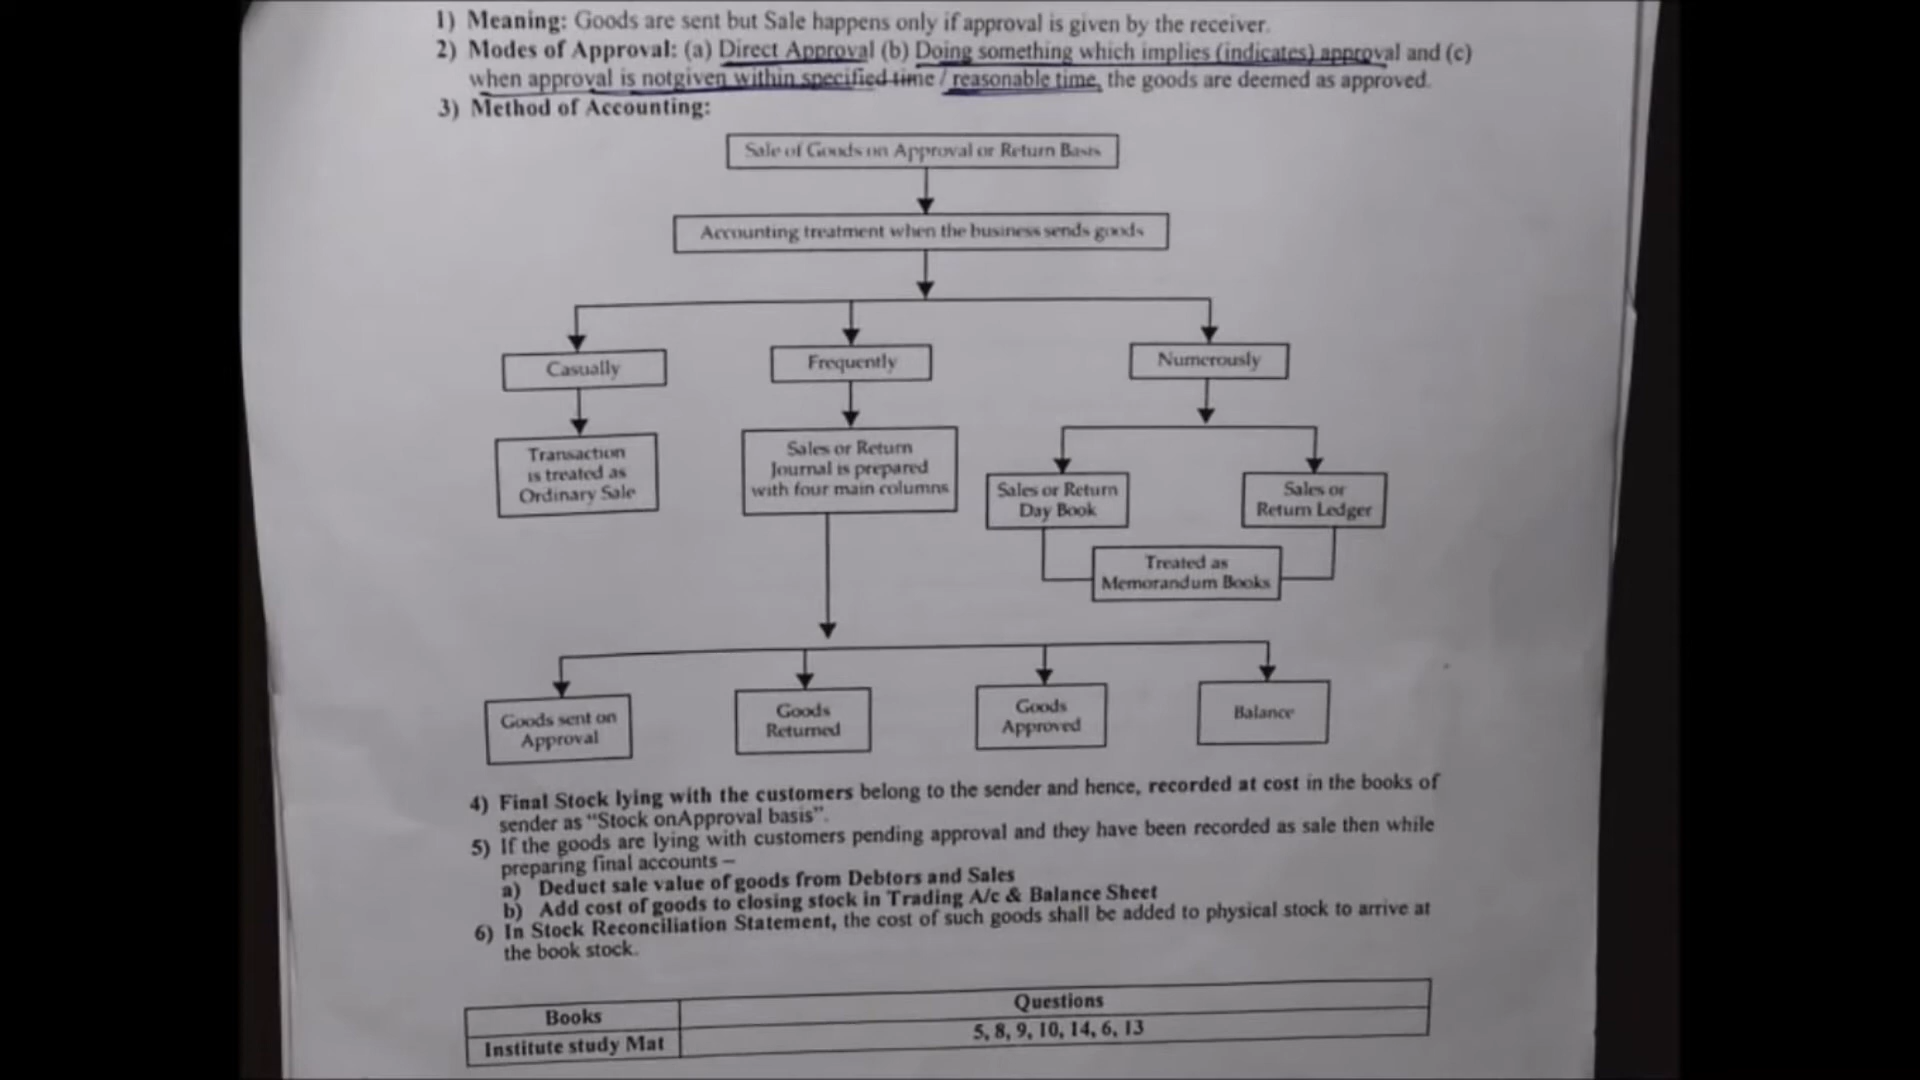 1) Meaning: Goods are sent but Sale happens only if approval is given by the receiver.
2) Modes of Approval: (a) Direct Approval (b) Doing something which implies (indicates) approval and (c)
when approval is notgiven within specified time / reasonable time, the goods are deemed as approved.
3) Method of Accounting:
Sale of Goods on Approval or Return Basis
Accounting treatment when the business sends goods
Casually
Frequently
Numerously
Transaction
is treated as
Ordinary Sale
Sales or Return
Journal is prepared
with four main columns
Sales or Return
Day Book
Sales or
Return Ledger
Treated as
Memorandum Books
Goods sent on
Approval
Goods
Returned
Goods
Approved
Balance
4) Final Stock lying with the customers belong to the sender and hence, recorded at cost in the books of
sender as "Stock onApproval basis".
5) If the goods are lying with customers pending approval and they have been recorded as sale then while
preparing final accounts –
a) Deduct sale value of goods from Debtors and Sales
b) Add cost of goods to closing stock in Trading A/c & Balance Sheet
6) In Stock Reconciliation Statement, the cost of such goods shall be added to physical stock to arrive at
the book stock.
Books
Questions
Institute study Mat
5, 8, 9, 10, 14, 6, 13